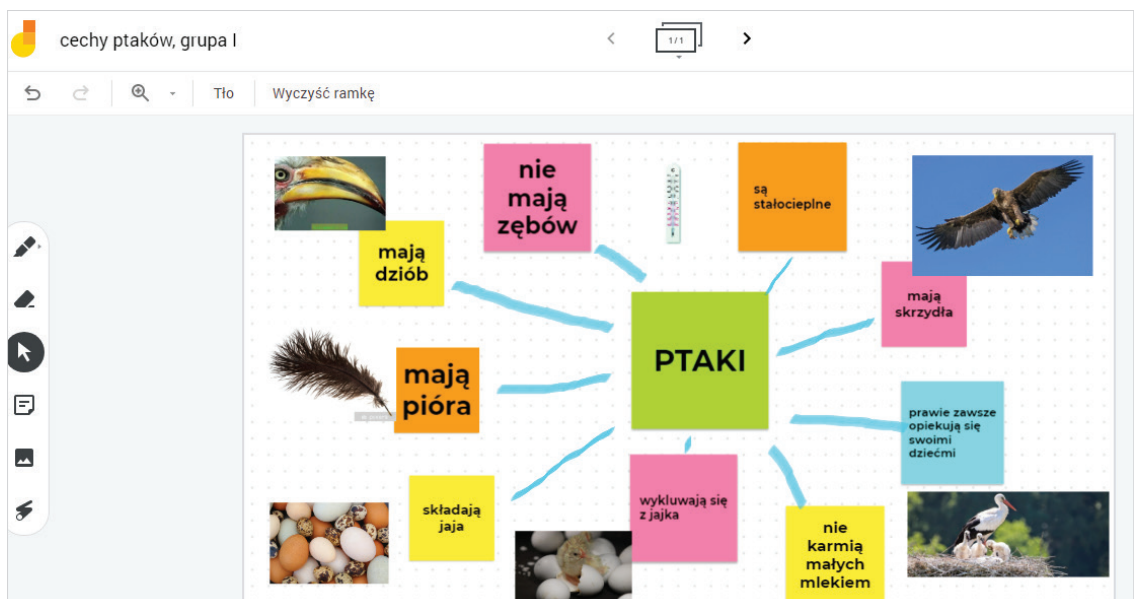 cechy ptaków, grupa I
1/1
Tło
Wyczyść ramkę
nie
mają
zębów
są
stałocieplne
mają
dziób
mają
skrzydła
PTAKI
mają
pióra
prawie zawsze
opiekują się
swoimi
dziećmi
składają
jaja
wykluwają się
z jajka
nie
karmią
małych
mlekiem